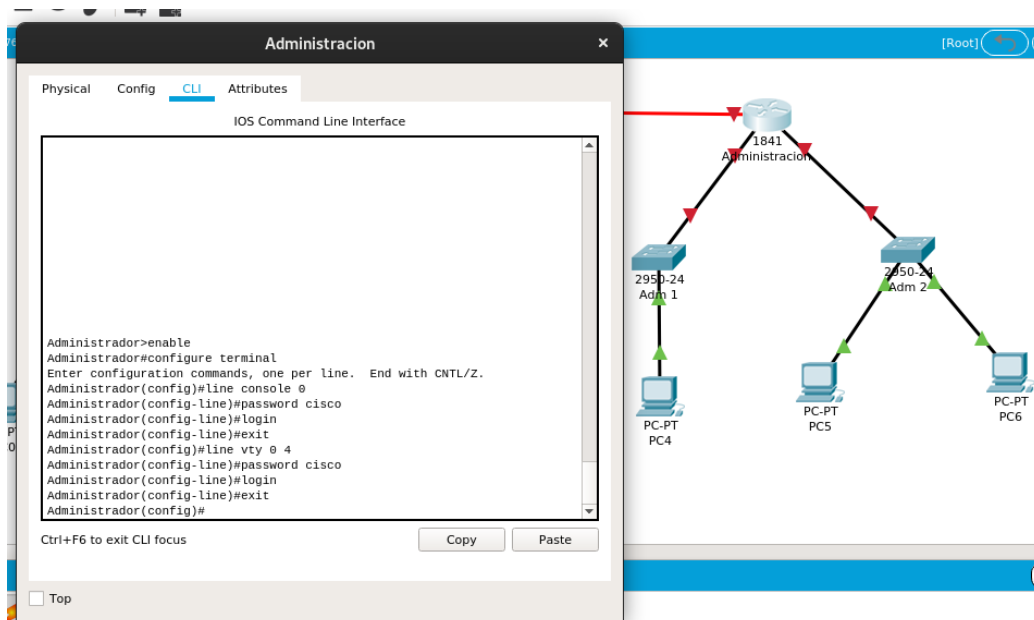 Administracion
×
[Root]
Physical Config CLI Attributes
IOS Command Line Interface
Administrador>enable
Administrador#configure terminal
Enter configuration commands, one per line.  End with CNTL/Z.
Administrador(config)#line console 0
Administrador(config-line)#password cisco
Administrador(config-line)#login
Administrador(config-line)#exit
Administrador(config)#line vty 0 4
Administrador(config-line)#password cisco
Administrador(config-line)#login
Administrador(config-line)#exit
Administrador(config)#
Ctrl+F6 to exit CLI focus
Copy
Paste
Top
1841
Administracion
2950-24
Adm 1
2950-24
Adm 2
PC-PT
PC4
PC-PT
PC5
PC-PT
PC6